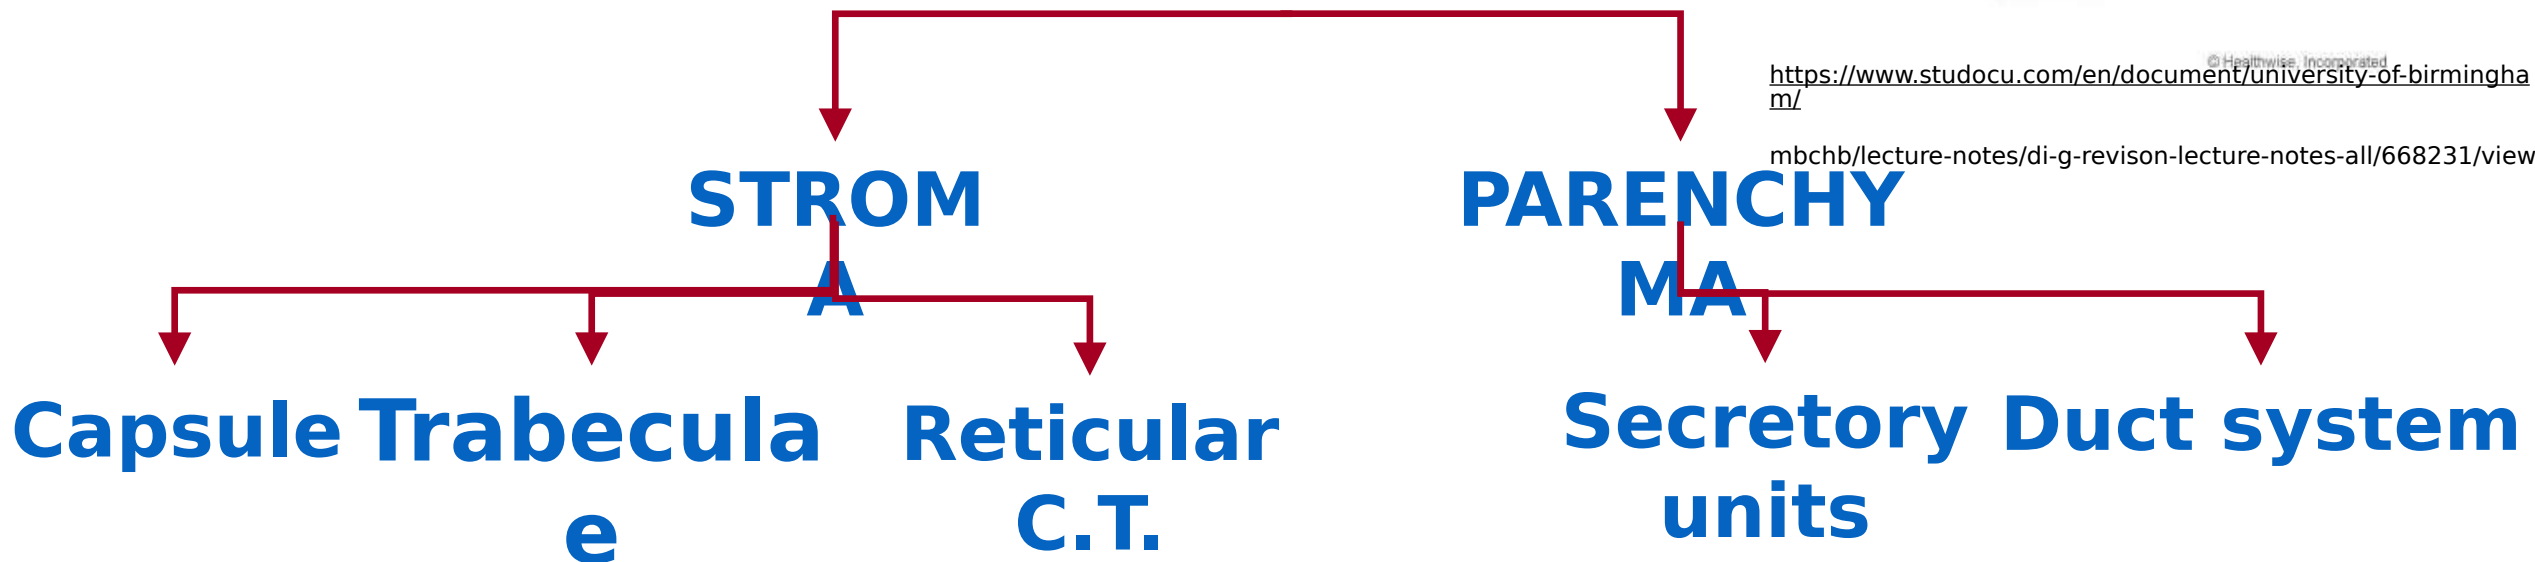 © Healthwise, Incorporated
https://www.studocu.com/en/document/university-of-birmingha
m/
mbchb/lecture-notes/di-g-revison-lecture-notes-all/668231/view
STROM
A
PARENCHY
MA
Capsule
Trabecula
e
Reticular
C.T.
Secretory
units
Duct system